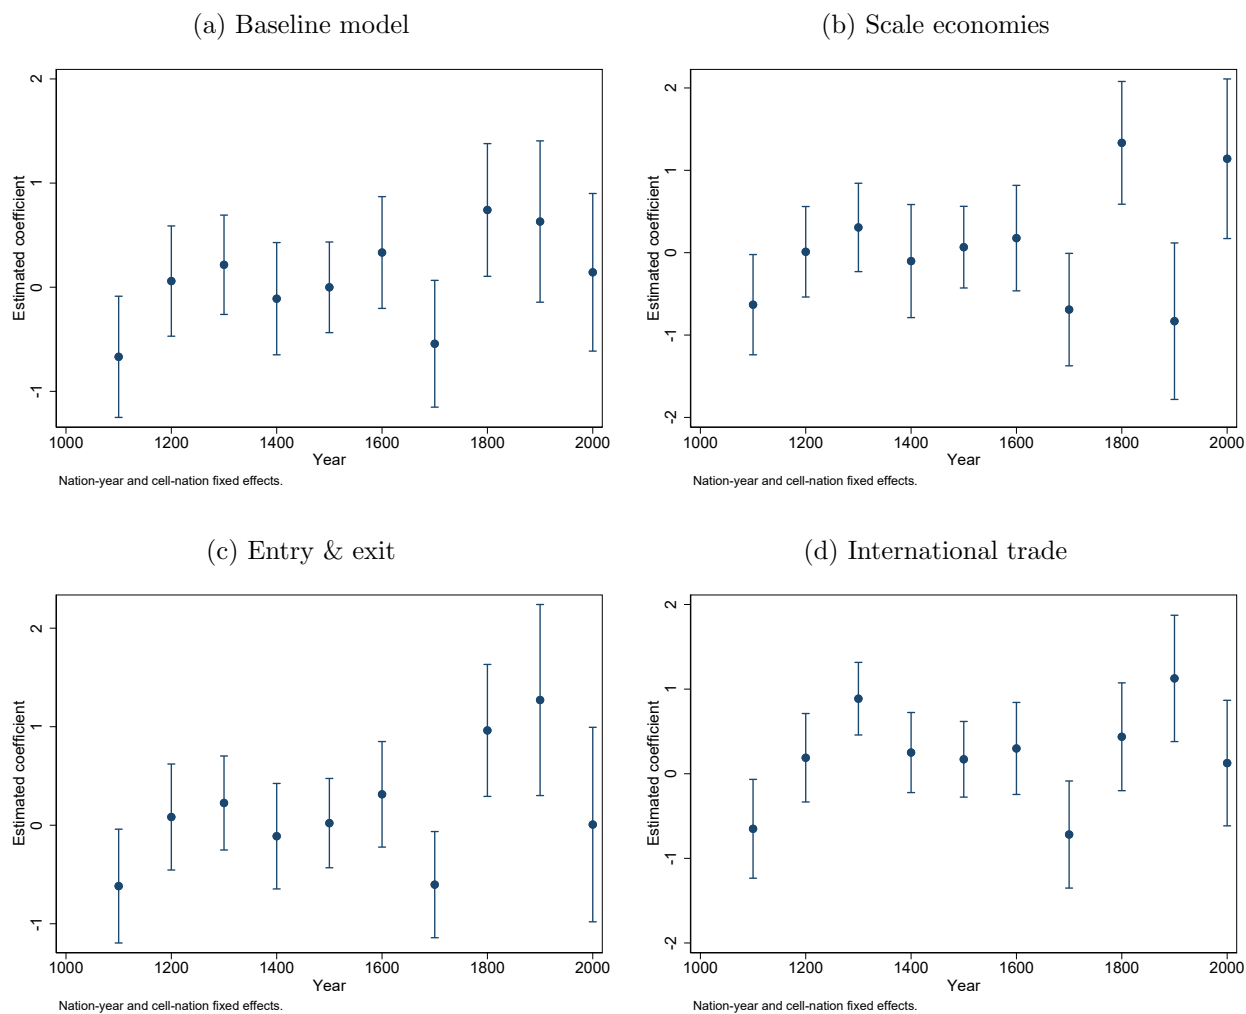 (a) Baseline model
2
1
0
-1
Estimated coefficient
1000 1200 1400 1600 1800 2000
Year
Nation-year and cell-nation fixed effects.
(b) Scale economies
2
1
0
-1
-2
Estimated coefficient
1000 1200 1400 1600 1800 2000
Year
Nation-year and cell-nation fixed effects.
(c) Entry & exit
2
1
0
-1
Estimated coefficient
1000 1200 1400 1600 1800 2000
Year
Nation-year and cell-nation fixed effects.
(d) International trade
2
1
0
-1
-2
Estimated coefficient
1000 1200 1400 1600 1800 2000
Year
Nation-year and cell-nation fixed effects.